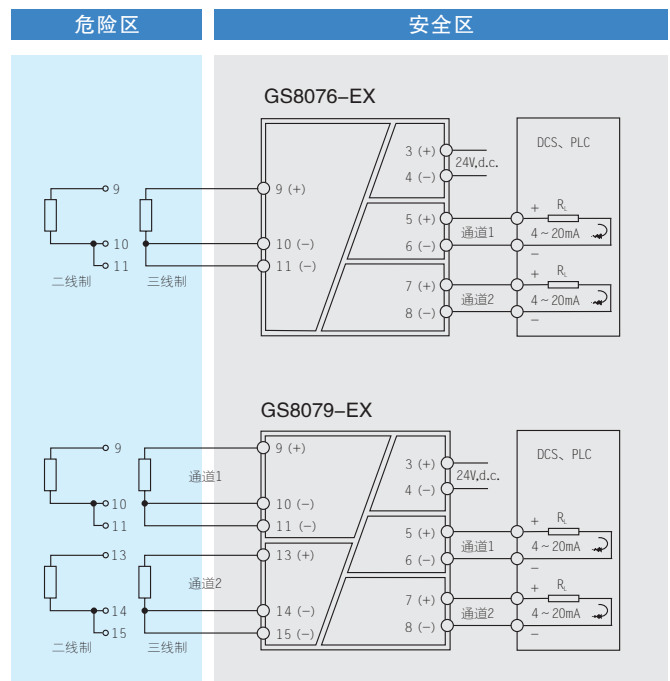 危险区
安全区
GS8076–EX
3 (+)
24V,d.c.
4 (–)
DCS、PLC
9
9 (+)
5 (+)
通道1
6 (–)
+ R_L
4～20mA
–
10
10 (–)
11
11 (–)
二线制
三线制
7 (+)
通道2
8 (–)
+ R_L
4～20mA
–
GS8079–EX
9
9 (+)
通道1
3 (+)
24V,d.c.
4 (–)
DCS、PLC
10
10 (–)
11
11 (–)
5 (+)
通道1
6 (–)
+ R_L
4～20mA
–
13
13 (+)
通道2
14
14 (–)
15
15 (–)
二线制
三线制
7 (+)
通道2
8 (–)
+ R_L
4～20mA
–